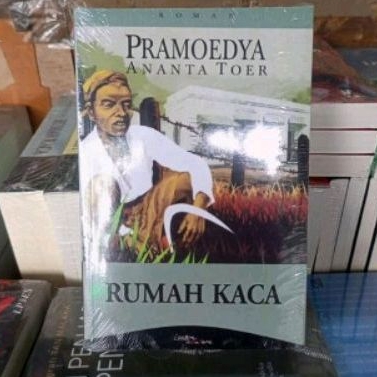 ROMAN
PRAMOEDYA
ANANTA TOER
RUMAH KACA